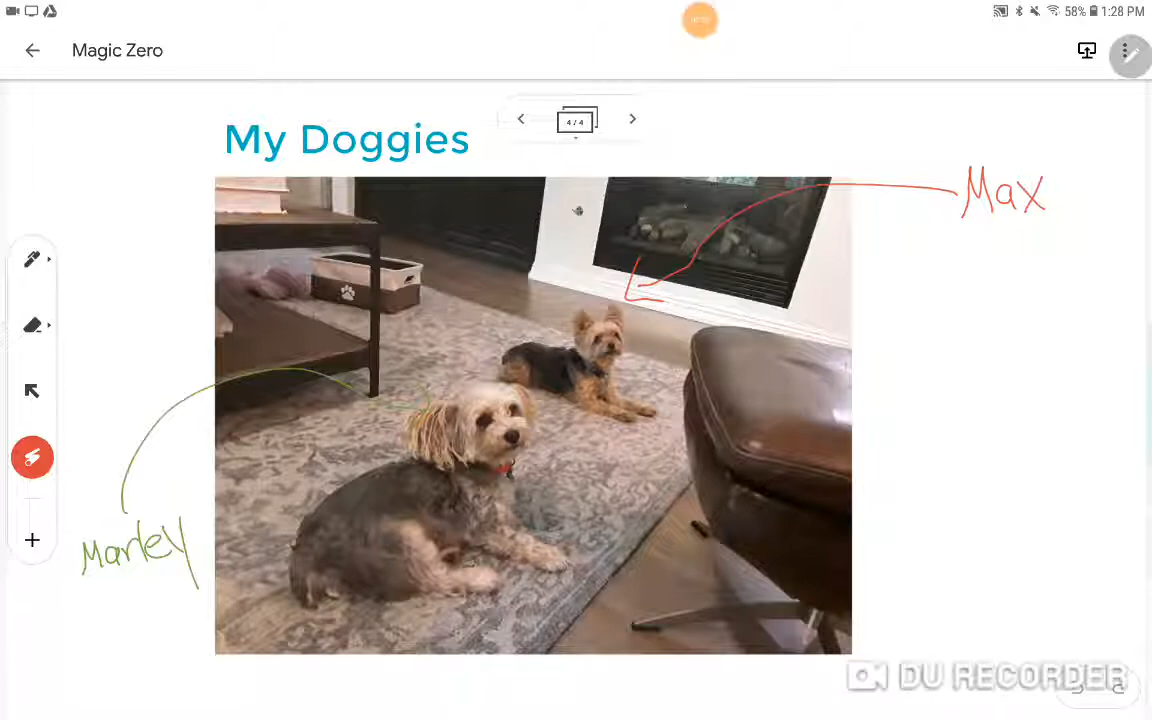 58% 1:28 PM
Magic Zero
4 / 4
My Doggies
Max
Marley
DU RECORDER